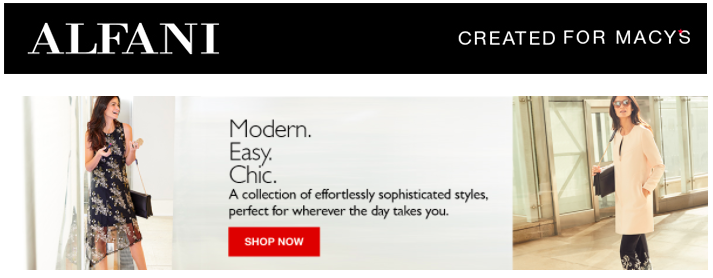 ALFANI
CREATED FOR MACY'S
Modern.
Easy.
Chic.
A collection of effortlessly sophisticated styles,
perfect for wherever the day takes you.
SHOP NOW